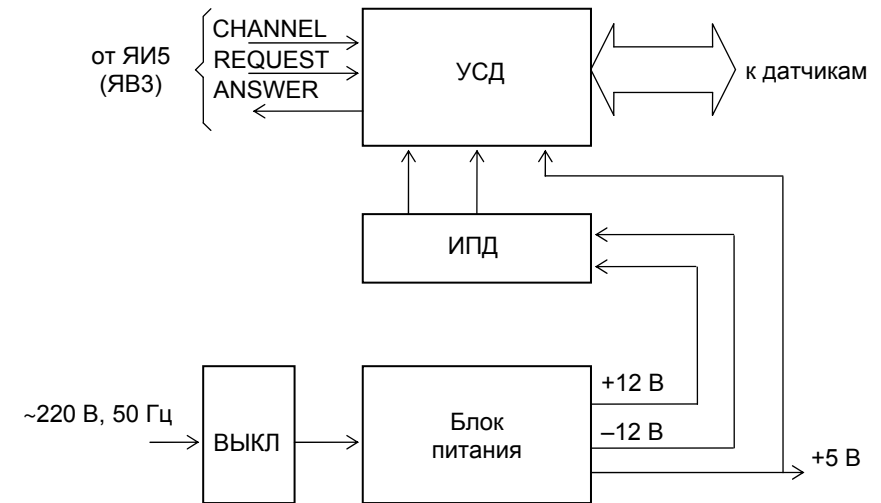 CHANNEL
от ЯИ5
(ЯВ3)
REQUEST
ANSWER
УСД
к датчикам
ИПД
~220 В, 50 Гц
ВЫКЛ
Блок
питания
+12 В
–12 В
+5 В